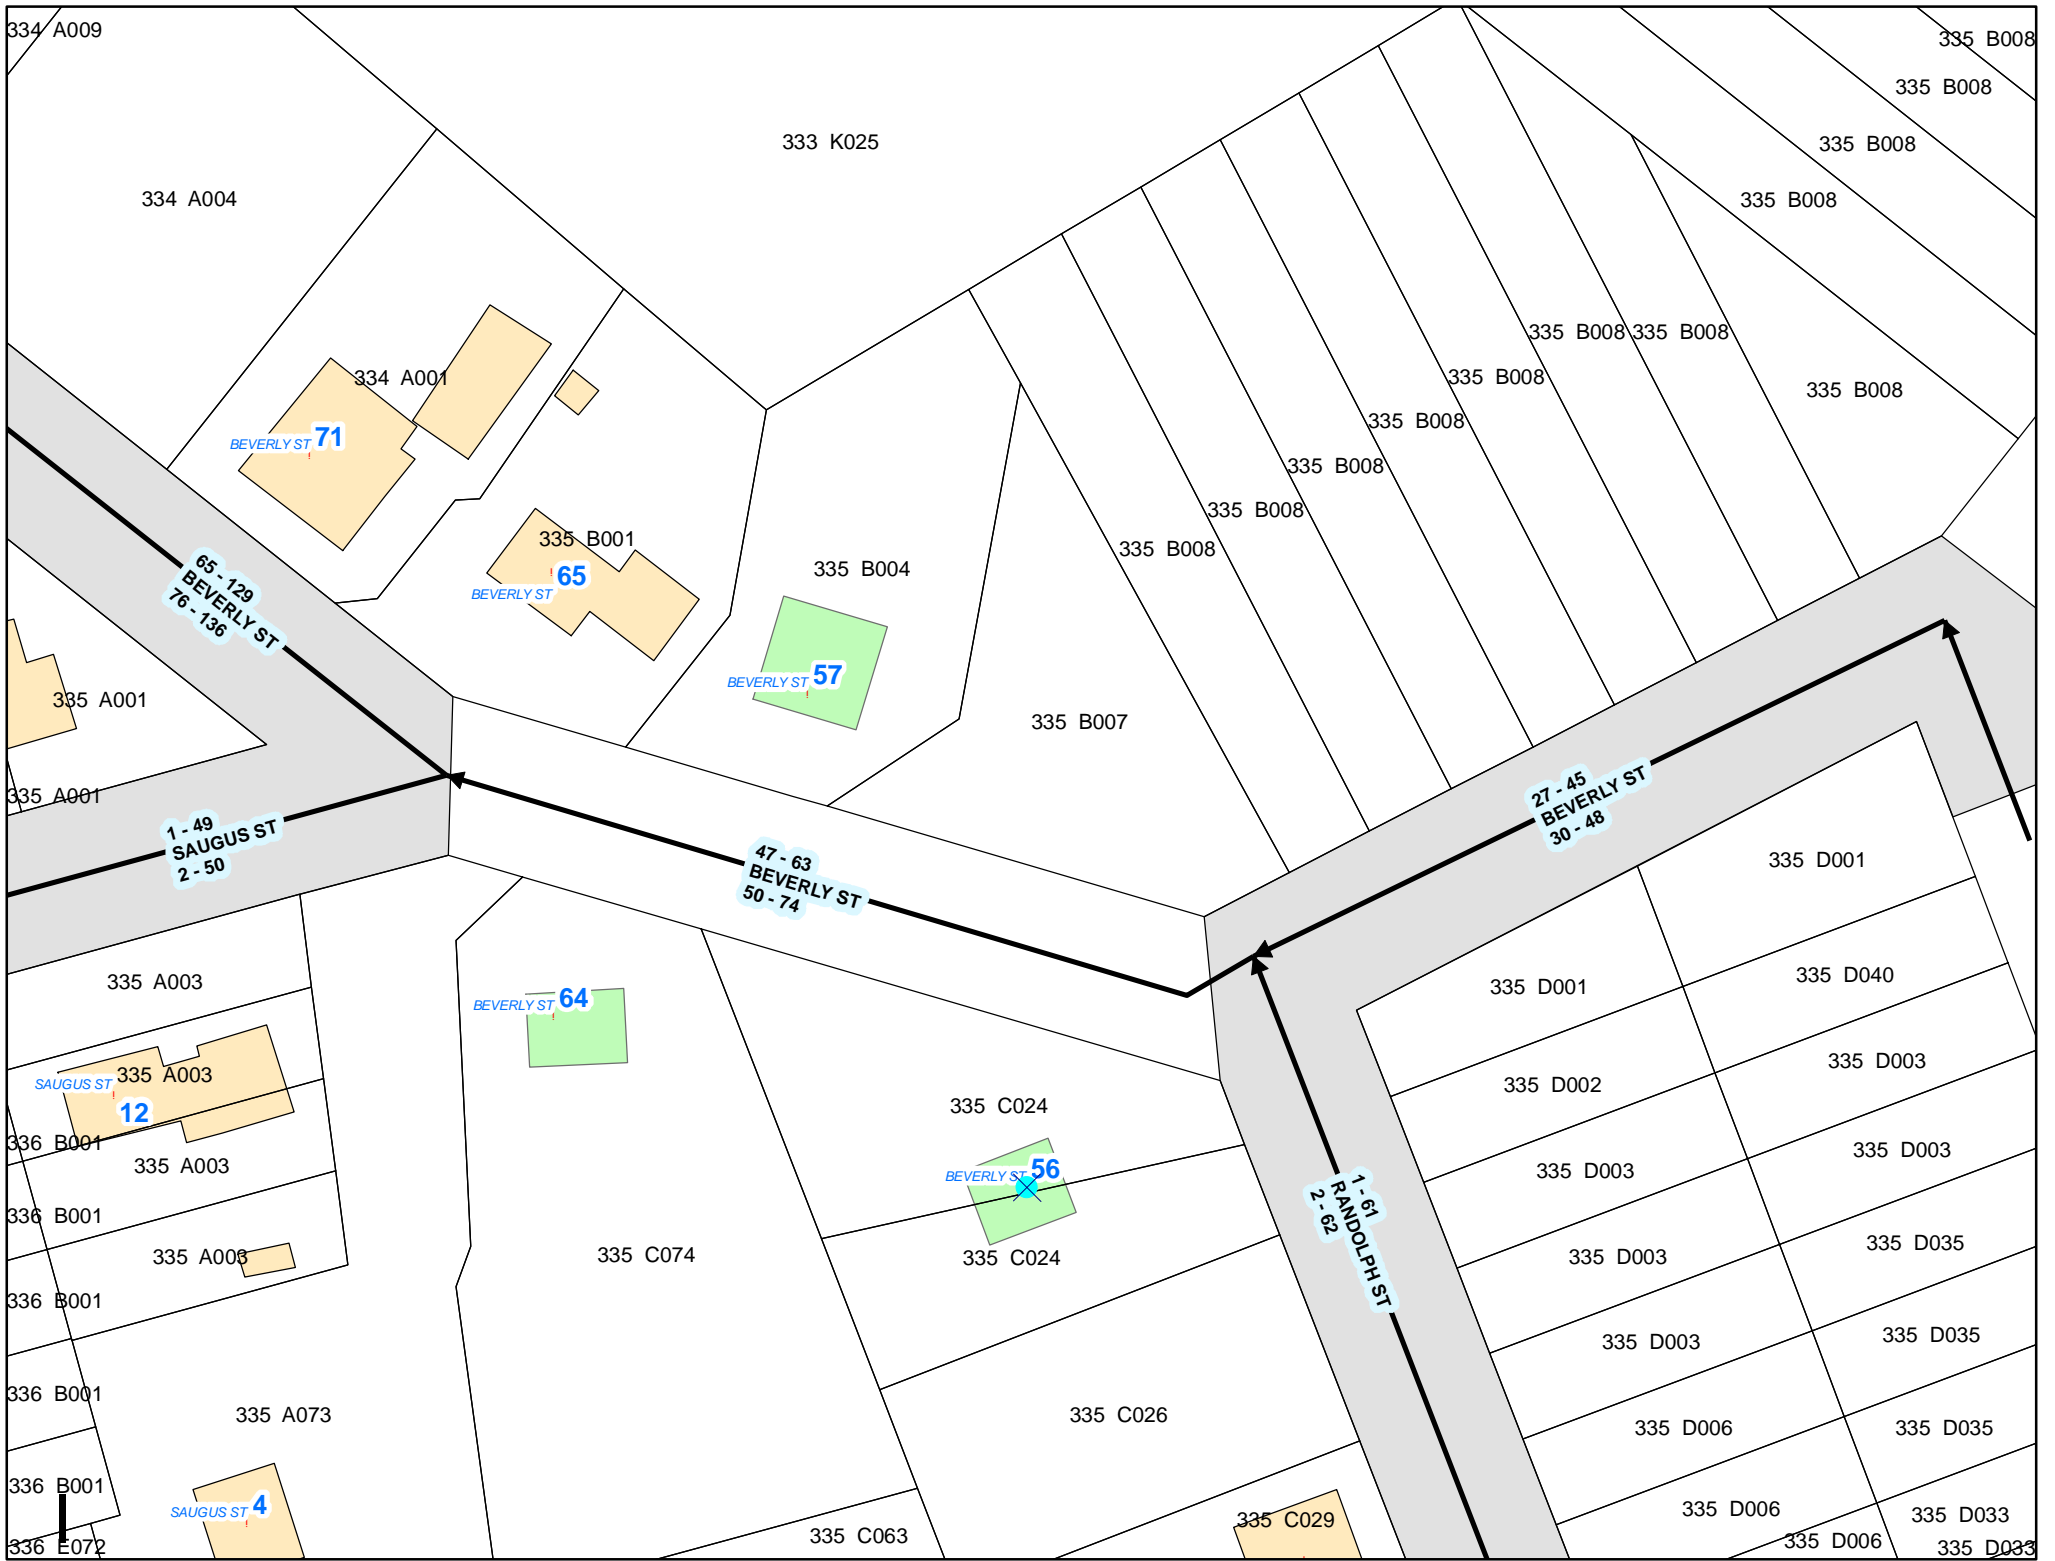 334 A009
335 B008
335 B008
333 K025
335 B008
334 A004
335 B008
335 B008
335 B008
334 A001
335 B008
335 B008
335 B008
BEVERLY ST 71
335 B008
335 B008
335 B001
335 B008
65 - 129
BEVERLY ST
76 - 136
335 B004
BEVERLY ST 65
BEVERLY ST 57
335 A001
335 B007
335 A001
27 - 45
BEVERLY ST
30 - 48
1 - 49
SAUGUS ST
2 - 50
47 - 63
BEVERLY ST
50 - 74
335 D001
335 A003
335 D001
335 D040
BEVERLY ST 64
335 A003
335 D002
335 D003
SAUGUS ST
12
335 C024
336 B001
335 A003
BEVERLY ST 56
335 D003
335 D003
1 - 61
RANDOLPH ST
2 - 62
336 B001
335 A003
335 C074
335 C024
335 D003
335 D035
336 B001
335 D003
335 D035
336 B001
335 A073
335 C026
335 D006
335 D035
336 B001
SAUGUS ST 4
335 C063
335 C029
335 D006
335 D033
336 E072
335 D006
335 D033